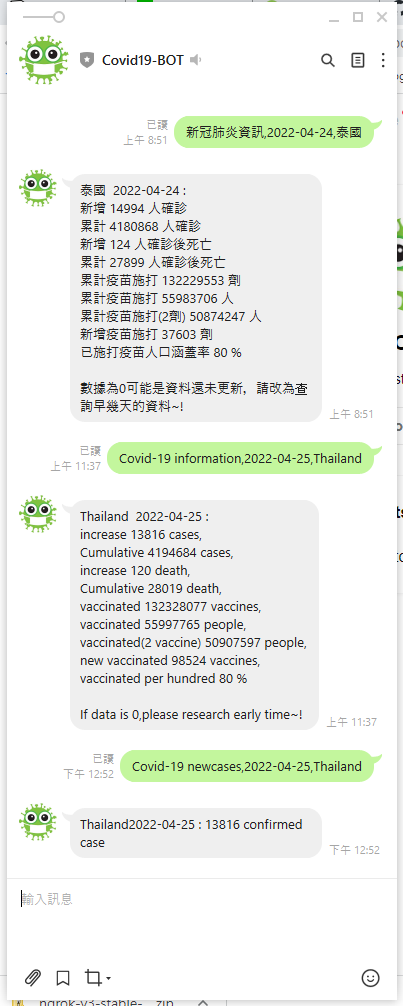 Covid19-BOT
已讀
上午 8:51
新冠肺炎資訊,2022-04-24,泰國
泰國  2022-04-24 :
新增 14994 人確診
累計 4180868 人確診
新增 124 人確診後死亡
累計 27899 人確診後死亡
累計疫苗施打 132229553 劑
累計疫苗施打 55983706 人
累計疫苗施打(2劑) 50874247 人
新增疫苗施打 37603 劑
已施打疫苗人口涵蓋率 80 %
數據為0可能是資料還未更新，請改為查
詢早幾天的資料~!
上午 8:51
已讀
上午 11:37
Covid-19 information,2022-04-25,Thailand
Thailand  2022-04-25 :
increase 13816 cases,
Cumulative 4194684 cases,
increase 120 death,
Cumulative 28019 death,
vaccinated 132328077 vaccines,
vaccinated 55997765 people,
vaccinated(2 vaccine) 50907597 people,
new vaccinated 98524 vaccines,
vaccinated per hundred 80 %
If data is 0,please research early time~!
上午 11:37
已讀
下午 12:52
Covid-19 newcases,2022-04-25,Thailand
Thailand2022-04-25 : 13816 confirmed
case
下午 12:52
輸入訊息